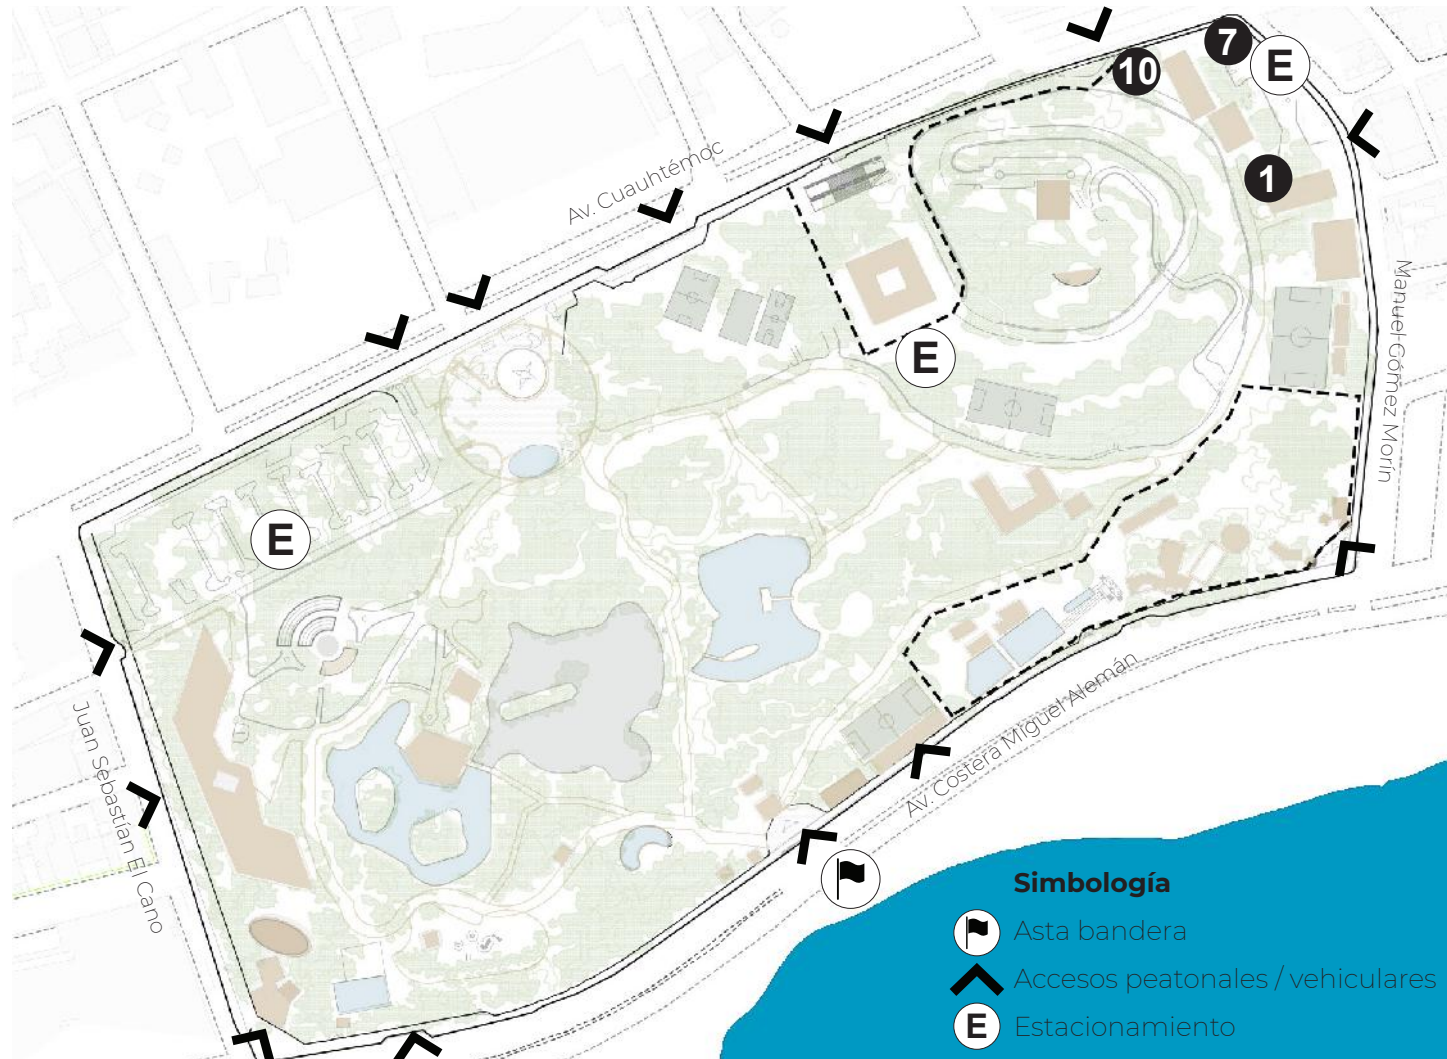 7
E
10
1
Av. Cuauhtémoc
Manuel Gómez Morín
E
E
Juan Sebastían El Cano
Av. Costera Miguel Alemán
Simbología
Asta bandera
Accesos peatonales / vehiculares
E Estacionamiento